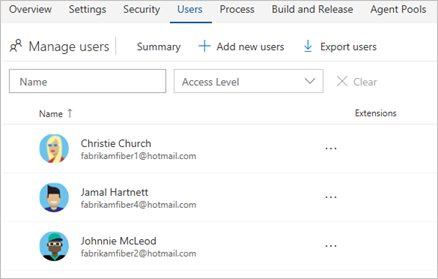 Overview Settings Security Users Process Build and Release Agent Pools
Manage users Summary + Add new users Export users
Name Access Level Clear
Name ↑ Extensions
Christie Church
fabrikamfiber1@hotmail.com
...
Jamal Hartnett
fabrikamfiber4@hotmail.com
...
Johnnie McLeod
fabrikamfiber2@hotmail.com
...